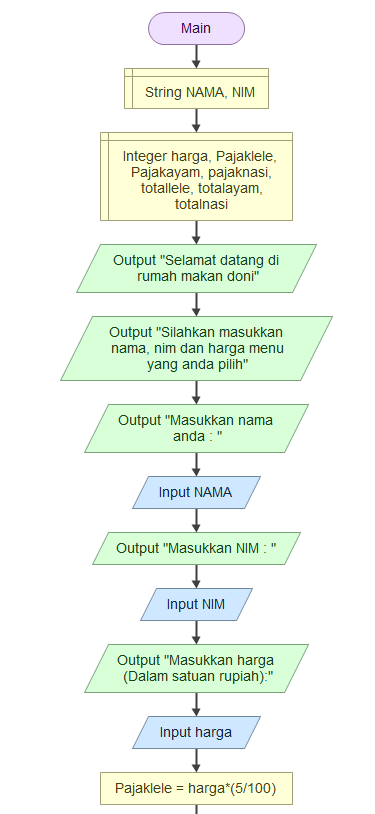 Main
String NAMA, NIM
Integer harga, Pajaklele,
Pajakayam, pajaknasi,
totallele, totalayam,
totalnasi
Output "Selamat datang di
rumah makan doni"
Output "Silahkan masukkan
nama, nim dan harga menu
yang anda pilih"
Output "Masukkan nama
anda : "
Input NAMA
Output "Masukkan NIM : "
Input NIM
Output "Masukkan harga
(Dalam satuan rupiah):"
Input harga
Pajaklele = harga*(5/100)